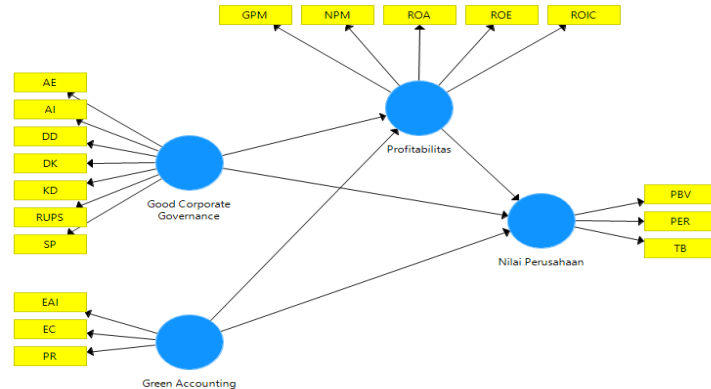 GPM
NPM
ROA
ROE
ROIC
AE
AI
DD
DK
KD
RUPS
SP
Good Corporate
Governance
Profitabilitas
PBV
PER
TB
Nilai Perusahaan
EAI
EC
PR
Green Accounting